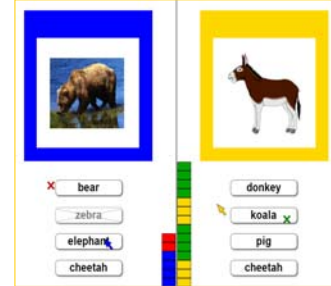 bear
zebra
elephant
cheetah
donkey
koala
pig
cheetah